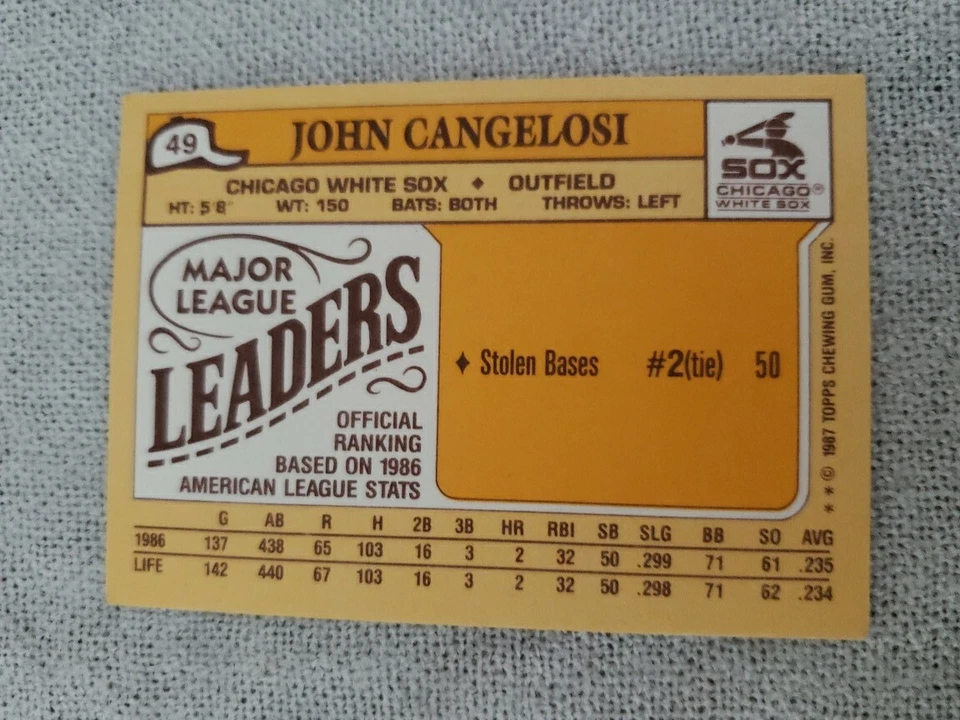 49
JOHN CANGELOSI
CHICAGO WHITE SOX ♦ OUTFIELD
HT: 5'8" WT: 150 BATS: BOTH THROWS: LEFT
SOX
CHICAGO®
WHITE SOX
MAJOR
LEAGUE
LEADERS
OFFICIAL
RANKING
BASED ON 1986
AMERICAN LEAGUE STATS
♦ Stolen Bases #2(tie) 50
* * © 1987 TOPPS CHEWING GUM, INC.
G AB R H 2B 3B HR RBI SB SLG BB SO AVG
1986 137 438 65 103 16 3 2 32 50 .299 71 61 .235
LIFE 142 440 67 103 16 3 2 32 50 .298 71 62 .234